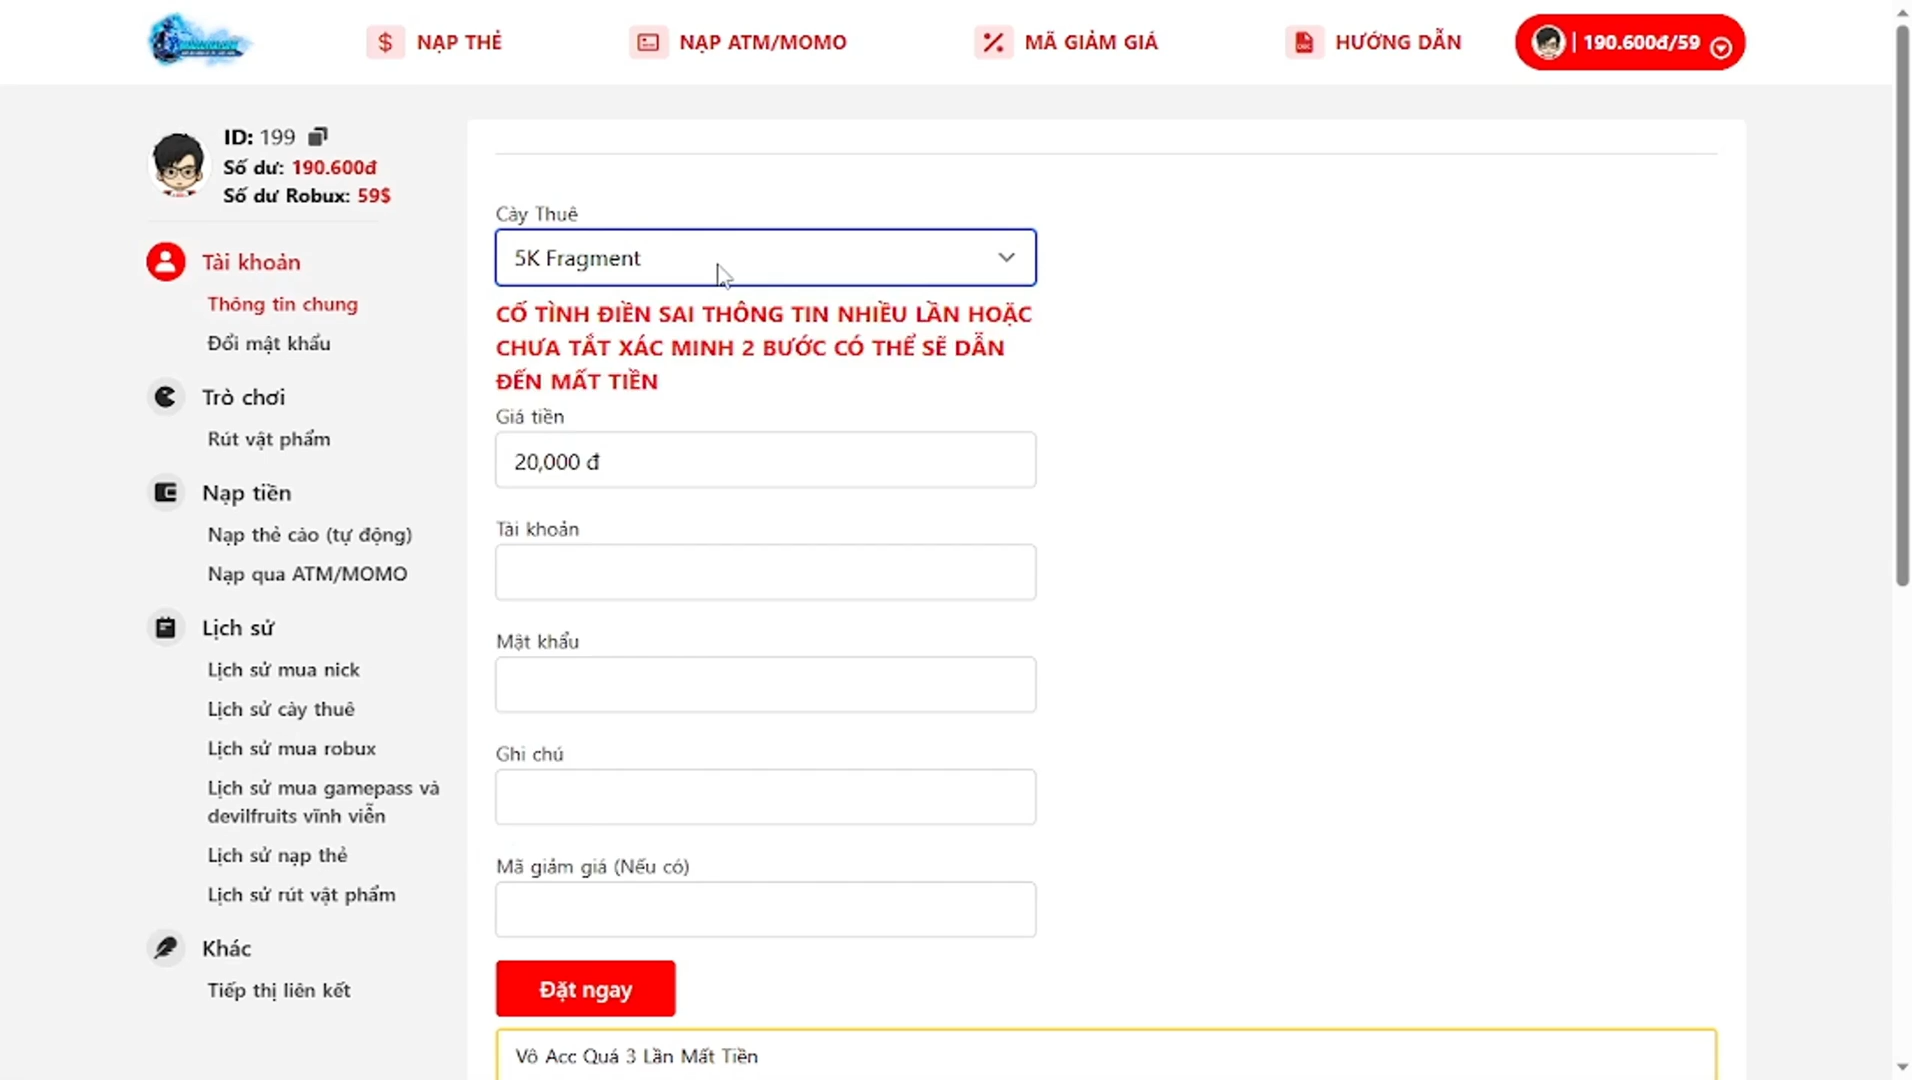 NẠP THẺ
NẠP ATM/MOMO
MÃ GIẢM GIÁ
HƯỚNG DẪN
| 190.600đ/59
ID: 199
Số dư: 190.600đ
Số dư Robux: 59$
Tài khoản
Thông tin chung
Đổi mật khẩu
Trò chơi
Rút vật phẩm
Nạp tiền
Nạp thẻ cào (tự động)
Nạp qua ATM/MOMO
Lịch sử
Lịch sử mua nick
Lịch sử cày thuê
Lịch sử mua robux
Lịch sử mua gamepass và
devilfruits vĩnh viễn
Lịch sử nạp thẻ
Lịch sử rút vật phẩm
Khác
Tiếp thị liên kết
Cày Thuê
5K Fragment
CỐ TÌNH ĐIỀN SAI THÔNG TIN NHIỀU LẦN HOẶC
CHƯA TẮT XÁC MINH 2 BƯỚC CÓ THỂ SẼ DẪN
ĐẾN MẤT TIỀN
Giá tiền
20,000 đ
Tài khoản
Mật khẩu
Ghi chú
Mã giảm giá (Nếu có)
Đặt ngay
Vô Acc Quá 3 Lần Mất Tiền